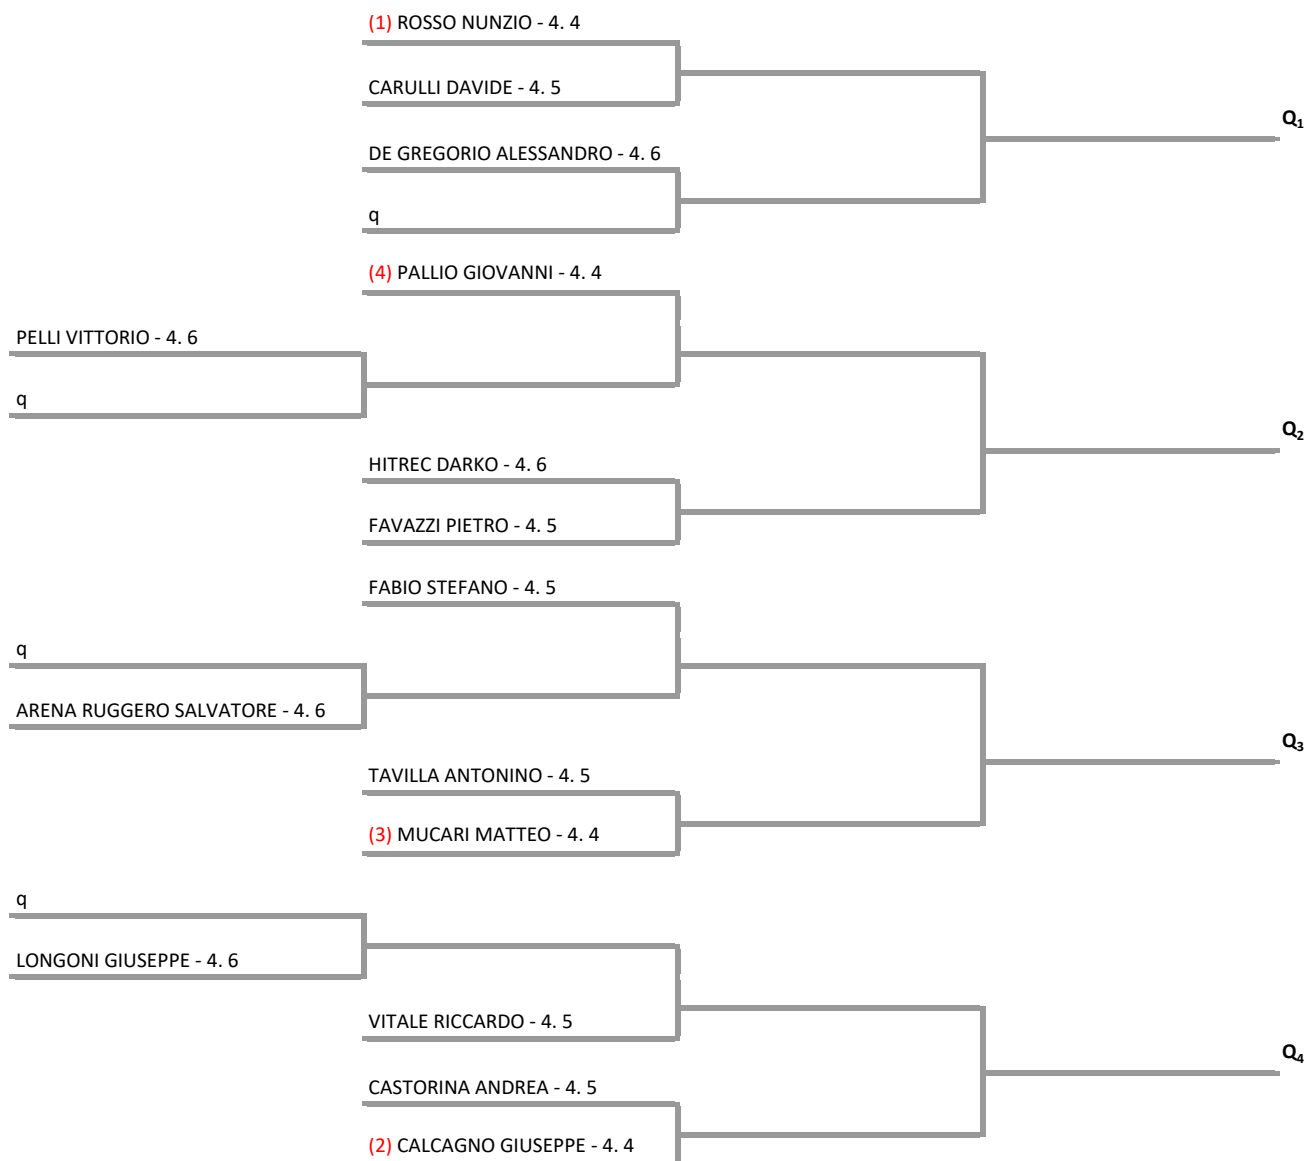 (1) ROSSO NUNZIO - 4. 4
CARULLI DAVIDE - 4. 5
Q1
DE GREGORIO ALESSANDRO - 4. 6
q
(4) PALLIO GIOVANNI - 4. 4
PELLI VITTORIO - 4. 6
q
Q2
HITREC DARKO - 4. 6
FAVAZZI PIETRO - 4. 5
FABIO STEFANO - 4. 5
q
ARENA RUGGERO SALVATORE - 4. 6
Q3
TAVILLA ANTONINO - 4. 5
(3) MUCARI MATTEO - 4. 4
q
LONGONI GIUSEPPE - 4. 6
VITALE RICCARDO - 4. 5
Q4
CASTORINA ANDREA - 4. 5
(2) CALCAGNO GIUSEPPE - 4. 4